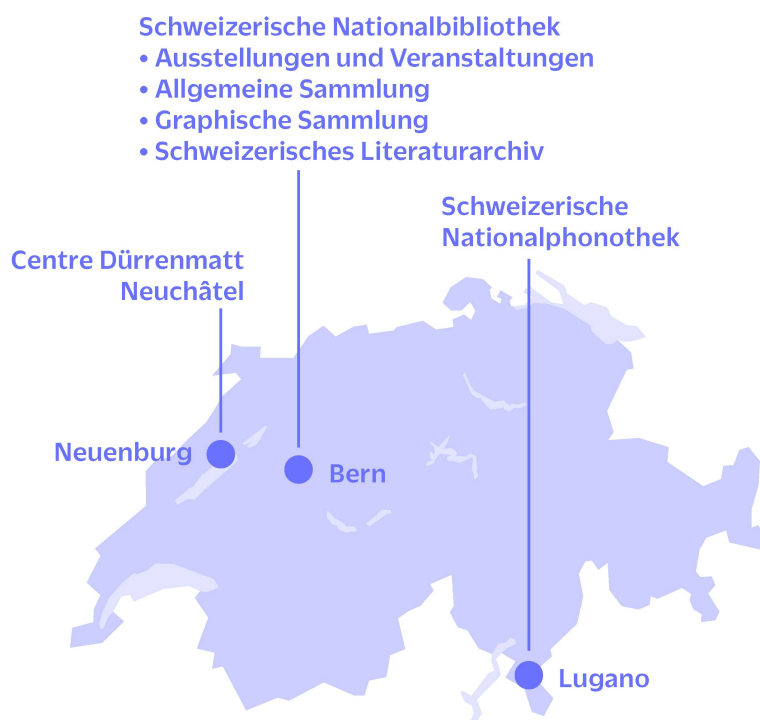 Schweizerische Nationalbibliothek
• Ausstellungen und Veranstaltungen
• Allgemeine Sammlung
• Graphische Sammlung
• Schweizerisches Literaturarchiv
Schweizerische
Nationalphonothek
Centre Dürrenmatt
Neuchâtel
Neuenburg
Bern
Lugano